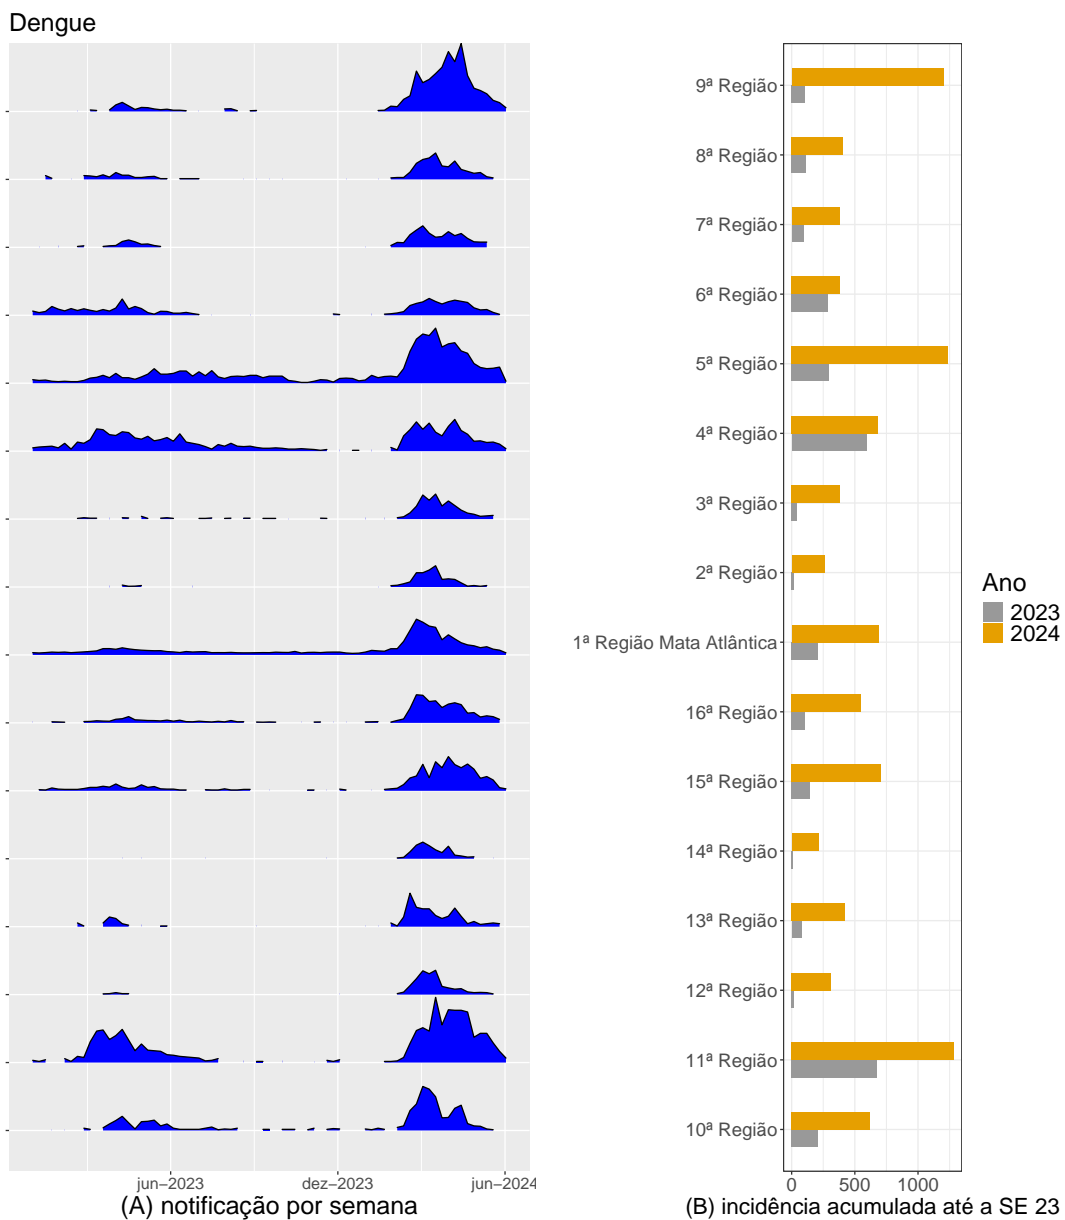 Dengue
9ª Região
8ª Região
7ª Região
6ª Região
5ª Região
4ª Região
3ª Região
2ª Região
1ª Região Mata Atlântica
16ª Região
15ª Região
14ª Região
13ª Região
12ª Região
11ª Região
10ª Região
jun−2023 dez−2023 jun−2024
(A) notificação por semana
0 500 1000
(B) incidência acumulada até a SE 23
Ano
2023
2024